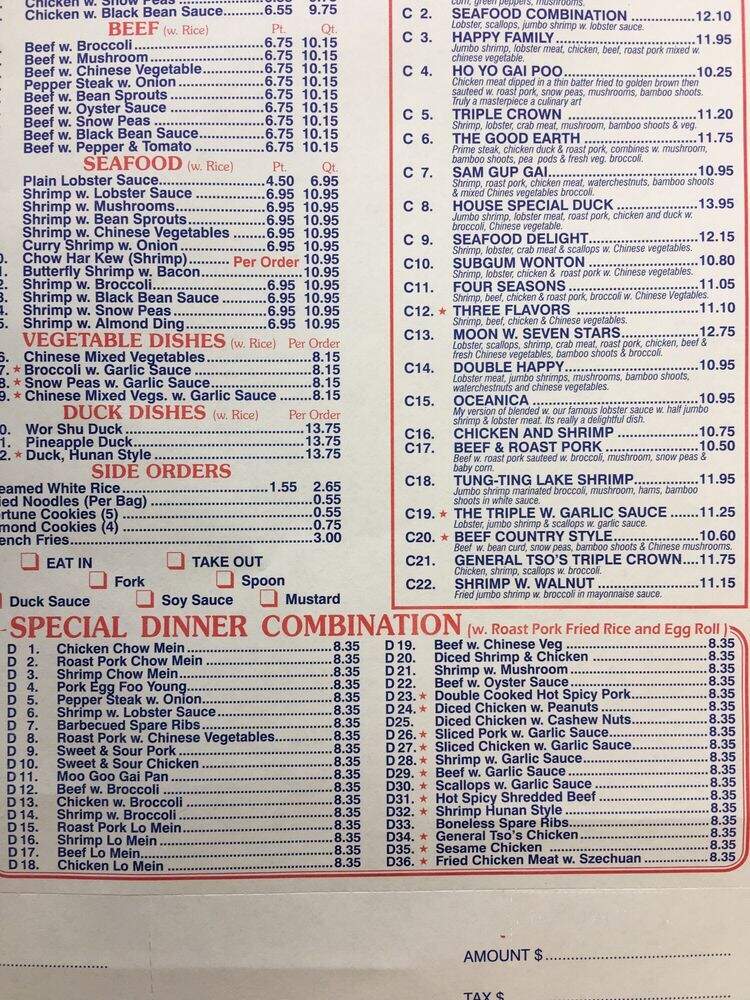 Chicken w. Black Bean Sauce 6.55 9.75
BEEF (w. Rice) Pt. Qt.
Beef w. Broccoli 6.75 10.15
Beef w. Mushroom 6.75 10.15
Beef w. Chinese Vegetable 6.75 10.15
Pepper Steak w. Onion 6.75 10.15
Beef w. Bean Sprouts 6.75 10.15
Beef w. Oyster Sauce 6.75 10.15
Beef w. Snow Peas 6.75 10.15
Beef w. Black Bean Sauce 6.75 10.15
Beef w. Pepper & Tomato 6.75 10.15
SEAFOOD (w. Rice) Pt. Qt.
Plain Lobster Sauce 4.50 6.95
Shrimp w. Lobster Sauce 6.95 10.95
Shrimp w. Mushrooms 6.95 10.95
Shrimp w. Bean Sprouts 6.95 10.95
Shrimp w. Chinese Vegetables 6.95 10.95
Curry Shrimp w. Onion 6.95 10.95
0. Chow Har Kew (Shrimp) Per Order 10.95
1. Butterfly Shrimp w. Bacon 10.95
2. Shrimp w. Broccoli 6.95 10.95
3. Shrimp w. Black Bean Sauce 6.95 10.95
4. Shrimp w. Snow Peas 6.95 10.95
5. Shrimp w. Almond Ding 6.95 10.95
VEGETABLE DISHES (w. Rice) Per Order
6. Chinese Mixed Vegetables 8.15
7. ★ Broccoli w. Garlic Sauce 8.15
8. ★ Snow Peas w. Garlic Sauce 8.15
9. ★ Chinese Mixed Vegs. w. Garlic Sauce 8.15
DUCK DISHES (w. Rice) Per Order
0. Wor Shu Duck 13.75
1. Pineapple Duck 13.75
2. ★ Duck, Hunan Style 13.75
SIDE ORDERS
eamed White Rice 1.55 2.65
ied Noodles (Per Bag) 0.55
ortune Cookies (5) 0.55
mond Cookies (4) 0.75
ench Fries 3.00
EAT IN TAKE OUT
Fork Spoon
Duck Sauce Soy Sauce Mustard
C 2. SEAFOOD COMBINATION 12.10
Lobster, scallops, jumbo shrimp w. lobster sauce.
C 3. HAPPY FAMILY 11.95
Jumbo shrimp, lobster meat, chicken, beef, roast pork mixed w.
chinese vegetable.
C 4. HO YO GAI POO 10.25
Chicken meat dipped in a thin batter fried to golden brown then
sauteed w. roast pork, snow peas, mushrooms, bamboo shoots.
Truly a masterpiece a culinary art
C 5. TRIPLE CROWN 11.20
Shrimp, lobster, crab meat, mushroom, bamboo shoots & veg.
C 6. THE GOOD EARTH 11.75
Prime steak, chicken duck & roast pork, combines w. mushroom,
bamboo shoots, pea pods & fresh veg. broccoli.
C 7. SAM GUP GAI 10.95
Shrimp, roast pork, chicken meat, waterchestnuts, bamboo shoots
& mixed Chines vegetables broccoli.
C 8. HOUSE SPECIAL DUCK 13.95
Jumbo shrimp, lobster meat, roast pork, chicken and duck w.
broccoli, Chinese vegetable.
C 9. SEAFOOD DELIGHT 12.15
Shrimp, lobster, crab meat & scallops w. Chinese vegetables.
C10. SUBGUM WONTON 10.80
Shrimp, lobster, chicken & roast pork w. Chinese vegetables.
C11. FOUR SEASONS 11.05
Shrimp, beef, chicken & roast pork, broccoli w. Chinese Vegtables.
C12. ★ THREE FLAVORS 11.10
Shrimp, beef, chicken & Chinese vegetables.
C13. MOON W. SEVEN STARS 12.75
Lobster, scallops, shrimp, crab meat, roast pork, chicken, beef &
fresh Chinese vegetables, bamboo shoots & broccoli.
C14. DOUBLE HAPPY 10.95
Lobster meat, jumbo shrimps, mushrooms, bamboo shoots,
waterchestnuts and chinese vegetables.
C15. OCEANICA 10.95
My version of blended w. our famous lobster sauce w. half jumbo
shrimp & lobster meat. Its really a delightful dish.
C16. CHICKEN AND SHRIMP 10.75
C17. BEEF & ROAST PORK 10.50
Beef w. roast pork sauteed w. broccoli, mushroom, snow peas &
baby corn.
C18. TUNG-TING LAKE SHRIMP 11.95
Jumbo shrimp marinated broccoli, mushroom, hams, bamboo
shoots in white sauce.
C19. ★ THE TRIPLE W. GARLIC SAUCE 11.25
Lobster, jumbo shrimp & scallops w. garlic sauce.
C20. ★ BEEF COUNTRY STYLE 10.60
Beef w. bean curd, snow peas, bamboo shoots & Chinese mushrooms.
C21. GENERAL TSO'S TRIPLE CROWN 11.75
Chicken, shrimp, scallops w. broccoli.
C22. SHRIMP W. WALNUT 11.15
Fried jumbo shrimp w. broccoli in mayonnaise sauce.
SPECIAL DINNER COMBINATION (w. Roast Pork Fried Rice and Egg Roll)
D 1. Chicken Chow Mein 8.35
D 2. Roast Pork Chow Mein 8.35
D 3. Shrimp Chow Mein 8.35
D 4. Pork Egg Foo Young 8.35
D 5. Pepper Steak w. Onion 8.35
D 6. Shrimp w. Lobster Sauce 8.35
D 7. Barbecued Spare Ribs 8.35
D 8. Roast Pork w. Chinese Vegetables 8.35
D 9. Sweet & Sour Pork 8.35
D 10. Sweet & Sour Chicken 8.35
D 11. Moo Goo Gai Pan 8.35
D 12. Beef w. Broccoli 8.35
D 13. Chicken w. Broccoli 8.35
D 14. Shrimp w. Broccoli 8.35
D 15. Roast Pork Lo Mein 8.35
D 16. Shrimp Lo Mein 8.35
D 17. Beef Lo Mein 8.35
D 18. Chicken Lo Mein 8.35
D 19. Beef w. Chinese Veg 8.35
D 20. Diced Shrimp & Chicken 8.35
D 21. Shrimp w. Mushroom 8.35
D 22. Beef w. Oyster Sauce 8.35
D 23. ★ Double Cooked Hot Spicy Pork 8.35
D 24. ★ Diced Chicken w. Peanuts 8.35
D25. Diced Chicken w. Cashew Nuts 8.35
D 26. ★ Sliced Pork w. Garlic Sauce 8.35
D 27. ★ Sliced Chicken w. Garlic Sauce 8.35
D 28. ★ Shrimp w. Garlic Sauce 8.35
D29. ★ Beef w. Garlic Sauce 8.35
D30. ★ Scallops w. Garlic Sauce 8.35
D31. ★ Hot Spicy Shredded Beef 8.35
D32. ★ Shrimp Hunan Style 8.35
D33. Boneless Spare Ribs 8.35
D34. ★ General Tso's Chicken 8.35
D35. ★ Sesame Chicken 8.35
D36. ★ Fried Chicken Meat w. Szechuan 8.35
AMOUNT $
TAX $